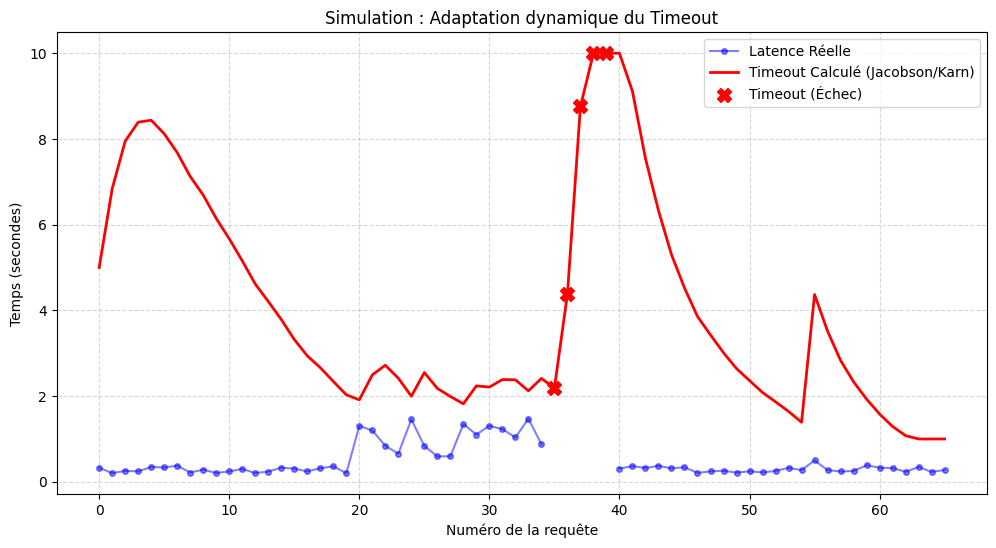 Simulation : Adaptation dynamique du Timeout
Latence Réelle
Timeout Calculé (Jacobson/Karn)
Timeout (Échec)
Temps (secondes)
10
8
6
4
2
0
0 10 20 30 40 50 60
Numéro de la requête